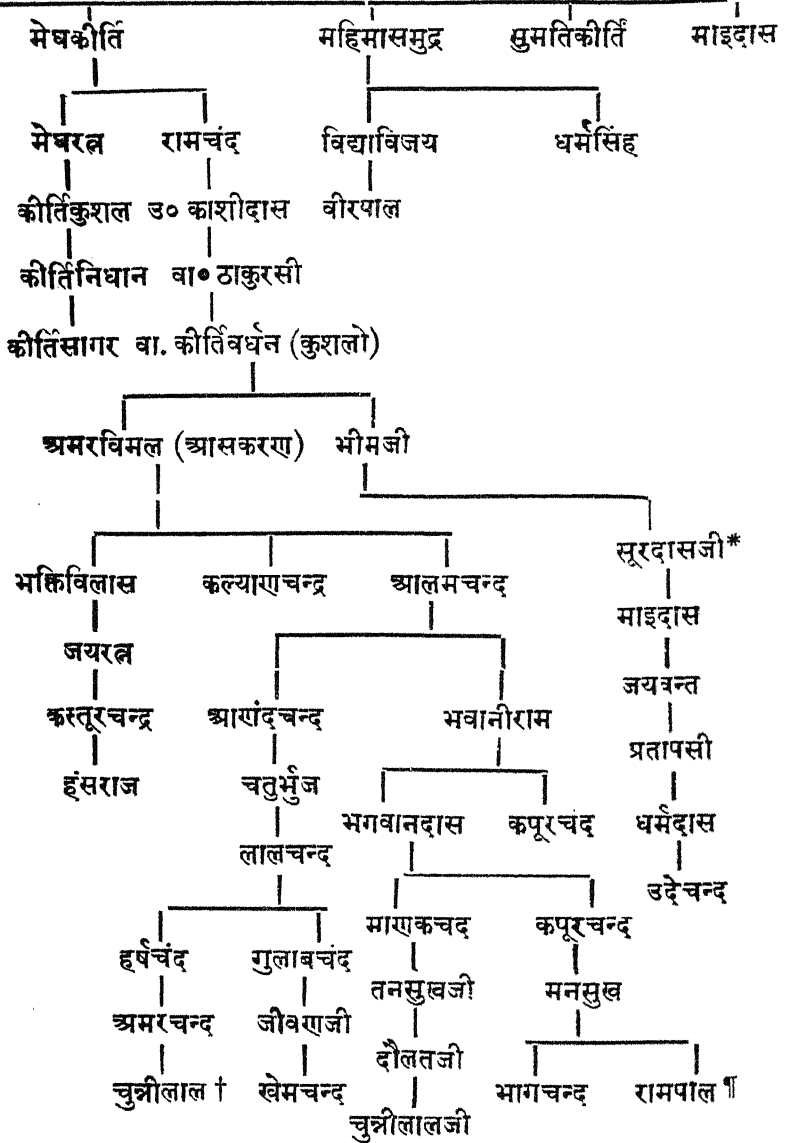 मेघकीर्ति महिमासमुद्र सुमतिकीर्ति माइदास
मेघरत्न रामचंद विद्याविजय धर्मसिंह
कीर्तिकुशल उ० काशीदास वीरपाल
कीर्तिनिधान वा० ठाकुरसी
कीर्तिसागर वा. कीर्तिवर्धन (कुशलो)
अमरविमल (आसकरण) भीमजी
सूरदासजी*
भक्तिविलास कल्याणचन्द्र आलमचन्द
माइदास
जयरत्न
जयवन्त
कस्तूरचन्द्र आणंदचन्द भवानीराम
प्रतापसी
हंसराज चतुर्भुज
भगवानदास कपूरचंद धर्मदास
लालचन्द
उदेचन्द
माणकचद कपूरचन्द
हर्षचंद गुलाबचंद
तनसुखजी मनसुख
अमरचन्द जीवणजी
दौलतजी
चुन्नीलाल † खेमचन्द भागचन्द रामपाल ¶
चुन्नीलालजी